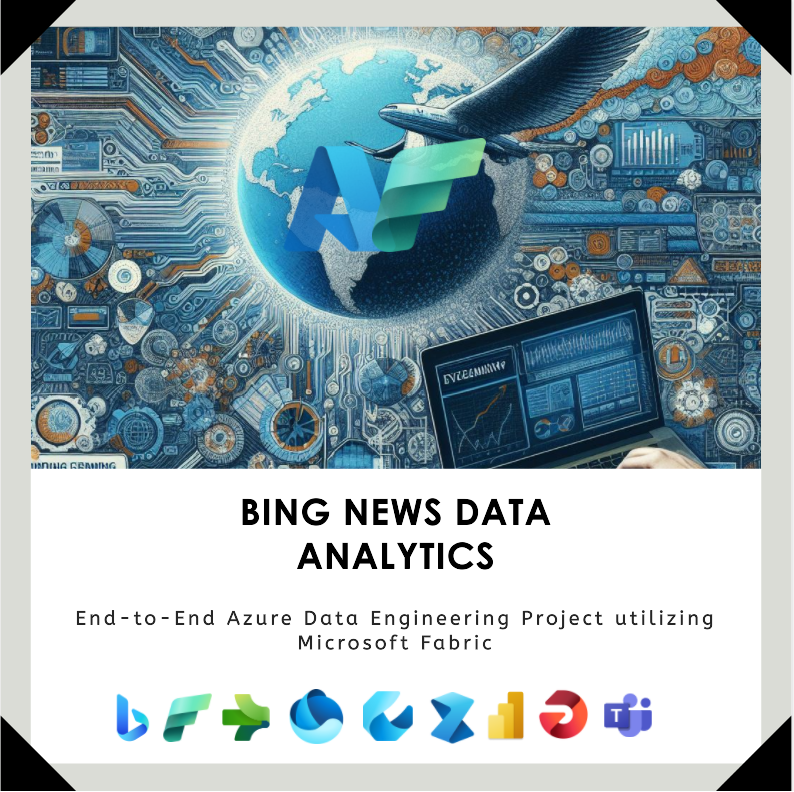 BING NEWS DATA
ANALYTICS
End-to-End Azure Data Engineering Project utilizing
Microsoft Fabric
T